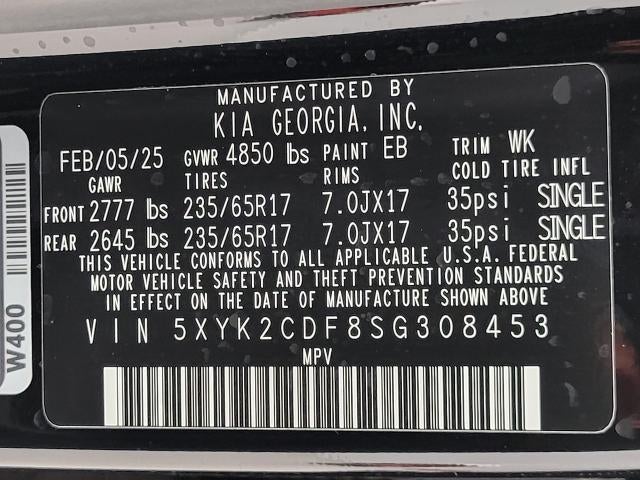 MANUFACTURED BY
KIA GEORGIA, INC.
FEB/05/25 GVWR 4850 lbs PAINT EB TRIM WK
GAWR TIRES RIMS COLD TIRE INFL
FRONT 2777 lbs 235/65R17 7.0JX17 35psi SINGLE
REAR 2645 lbs 235/65R17 7.0JX17 35psi SINGLE
THIS VEHICLE CONFORMS TO ALL APPLICABLE U.S.A. FEDERAL
MOTOR VEHICLE SAFETY AND THEFT PREVENTION STANDARDS
IN EFFECT ON THE DATE OF MANUFACTURE SHOWN ABOVE
VIN 5XYK2CDF8SG308453
MPV
W400